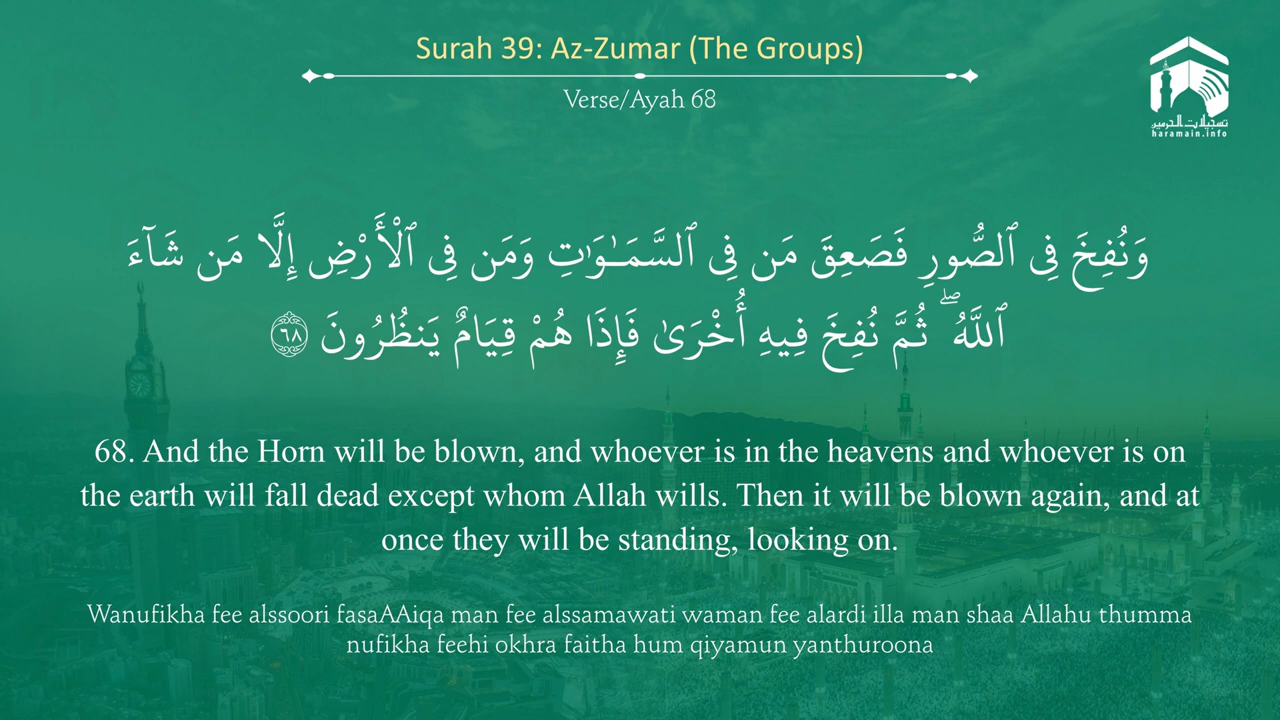 Surah 39: Az-Zumar (The Groups)
Verse/Ayah 68
تسجيلات الحرمين
haramain.info
وَنُفِخَ فِى ٱلصُّورِ فَصَعِقَ مَن فِى ٱلسَّمَـٰوَٰتِ وَمَن فِى ٱلْأَرْضِ إِلَّا مَن شَآءَ
ٱللَّهُ ۖ ثُمَّ نُفِخَ فِيهِ أُخْرَىٰ فَإِذَا هُمْ قِيَامٌ يَنظُرُونَ ٦٨
68. And the Horn will be blown, and whoever is in the heavens and whoever is on
the earth will fall dead except whom Allah wills. Then it will be blown again, and at
once they will be standing, looking on.
Wanufikha fee alssoori fasaAAiqa man fee alssamawati waman fee alardi illa man shaa Allahu thumma
nufikha feehi okhra faitha hum qiyamun yanthuroona